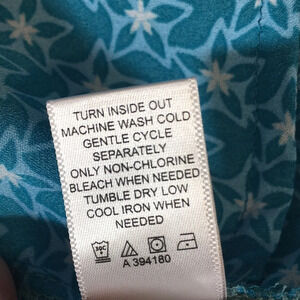 TURN INSIDE OUT
MACHINE WASH COLD
GENTLE CYCLE
SEPARATELY
ONLY NON-CHLORINE
BLEACH WHEN NEEDED
TUMBLE DRY LOW
COOL IRON WHEN
NEEDED
A 394180